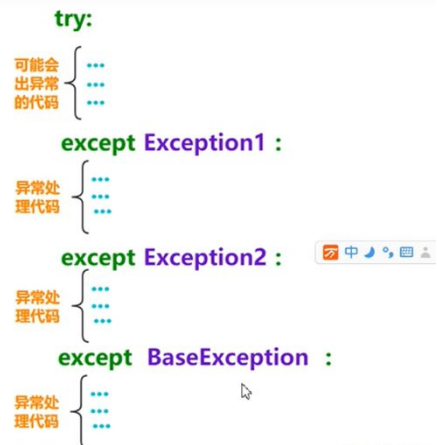 try:
可能会
出异常
的代码
...
...
...
except Exception1 :
异常处
理代码
...
...
...
except Exception2 :
中
异常处
理代码
...
...
...
except BaseException :
异常处
理代码
...
...
...